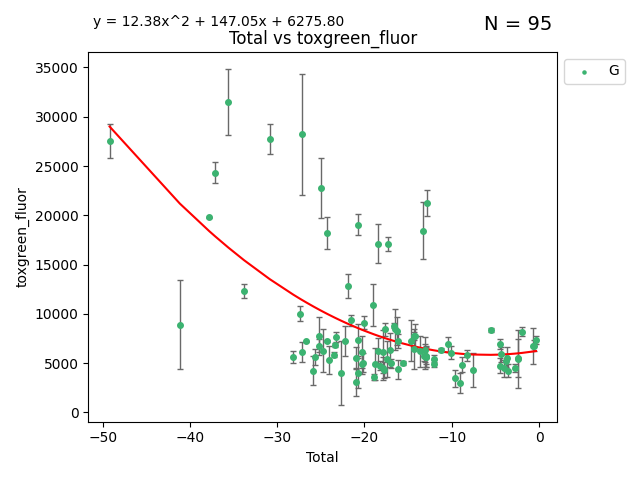 y = 12.38x^2 + 147.05x + 6275.80
N = 95
Total vs toxgreen_fluor
G
35000
30000
25000
20000
15000
10000
5000
0
toxgreen_fluor
−50
−40
−30
−20
−10
0
Total